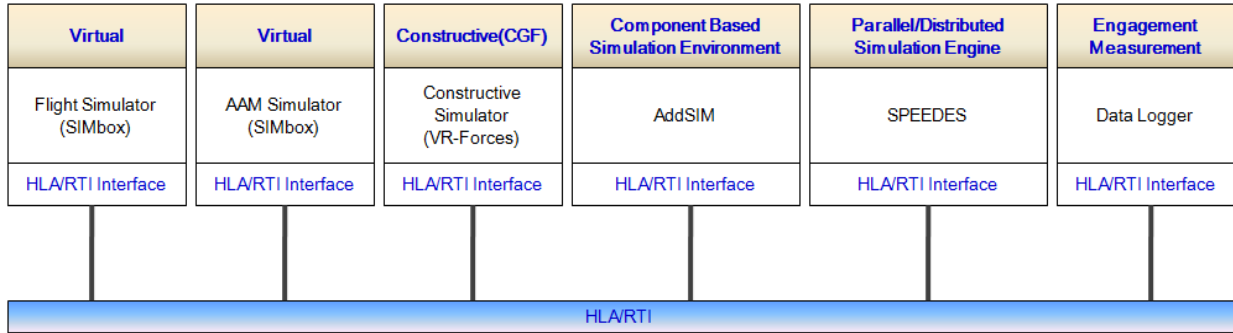 Virtual
Flight Simulator
(SIMbox)
HLA/RTI Interface
Virtual
AAM Simulator
(SIMbox)
HLA/RTI Interface
Constructive(CGF)
Constructive
Simulator
(VR-Forces)
HLA/RTI Interface
Component Based
Simulation Environment
AddSIM
HLA/RTI Interface
Parallel/Distributed
Simulation Engine
SPEEDES
HLA/RTI Interface
Engagement
Measurement
Data Logger
HLA/RTI Interface
HLA/RTI